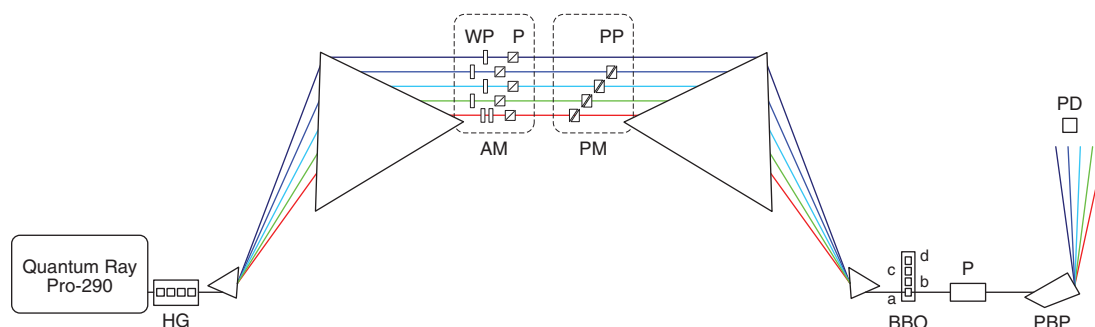 WP P
PP
AM
PM
PD
Quantum Ray
Pro-290
HG
a
b
c
d
BBO
P
PBP